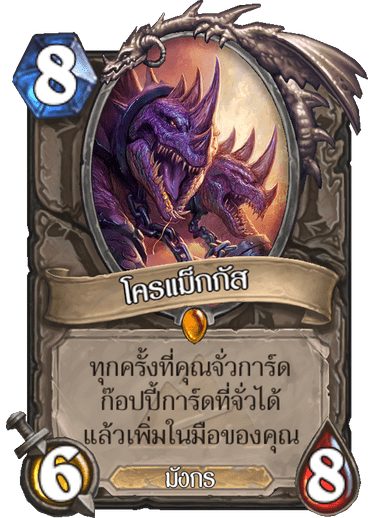 8
โครแม็กกัส
ทุกครั้งที่คุณจั่วการ์ด
ก๊อปปี้การ์ดที่จั่วได้
แล้วเพิ่มในมือของคุณ
6
มังกร
8